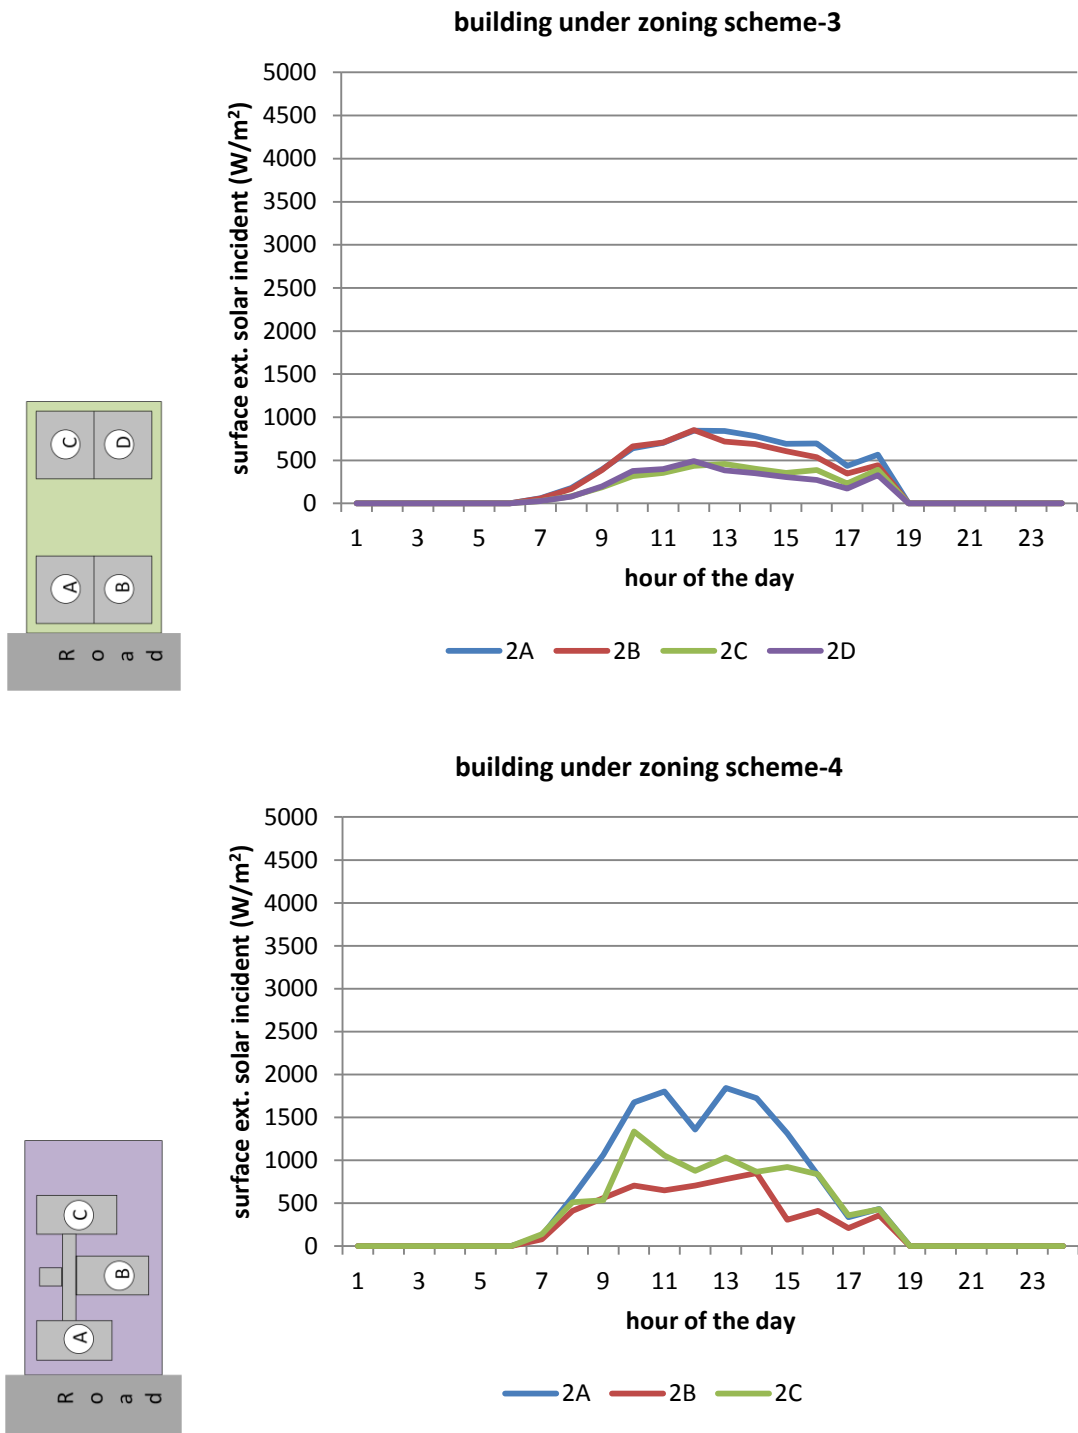 building under zoning scheme-3
surface ext. solar incident (W/m²)
5000
4500
4000
3500
3000
2500
2000
1500
1000
500
0
1 3 5 7 9 11 13 15 17 19 21 23
hour of the day
2A 2B 2C 2D
C
D
A
B
Road
building under zoning scheme-4
surface ext. solar incident (W/m²)
5000
4500
4000
3500
3000
2500
2000
1500
1000
500
0
1 3 5 7 9 11 13 15 17 19 21 23
hour of the day
2A 2B 2C
C
B
A
Road